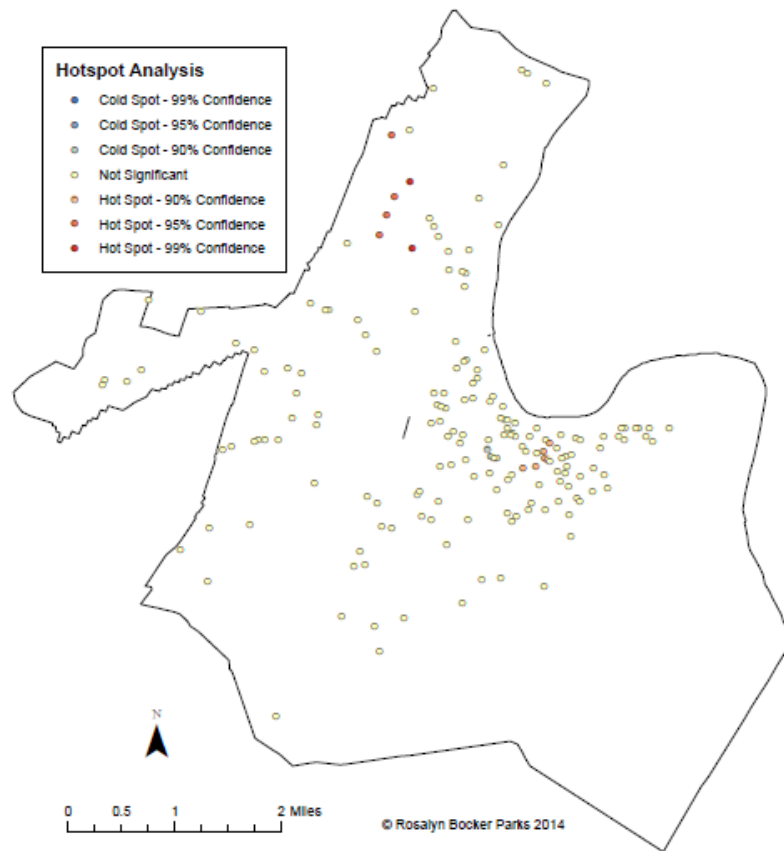 Hotspot Analysis
Cold Spot - 99% Confidence
Cold Spot - 95% Confidence
Cold Spot - 90% Confidence
Not Significant
Hot Spot - 90% Confidence
Hot Spot - 95% Confidence
Hot Spot - 99% Confidence
N
0 0.5 1 2 Miles
© Rosalyn Bocker Parks 2014